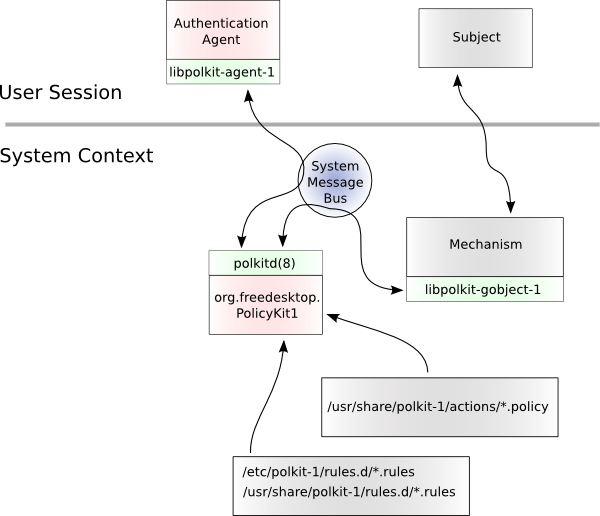 Authentication
Agent
libpolkit-agent-1
Subject
User Session
System Context
System
Message
Bus
Mechanism
libpolkit-gobject-1
polkitd(8)
org.freedesktop.
PolicyKit1
/usr/share/polkit-1/actions/*.policy
/etc/polkit-1/rules.d/*.rules
/usr/share/polkit-1/rules.d/*.rules